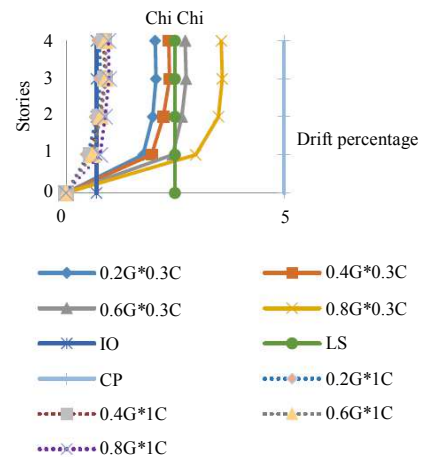 Chi Chi
4
3
2
1
0
Stories
0 5
Drift percentage
0.2G*0.3C 0.4G*0.3C
0.6G*0.3C 0.8G*0.3C
IO LS
CP 0.2G*1C
0.4G*1C 0.6G*1C
0.8G*1C